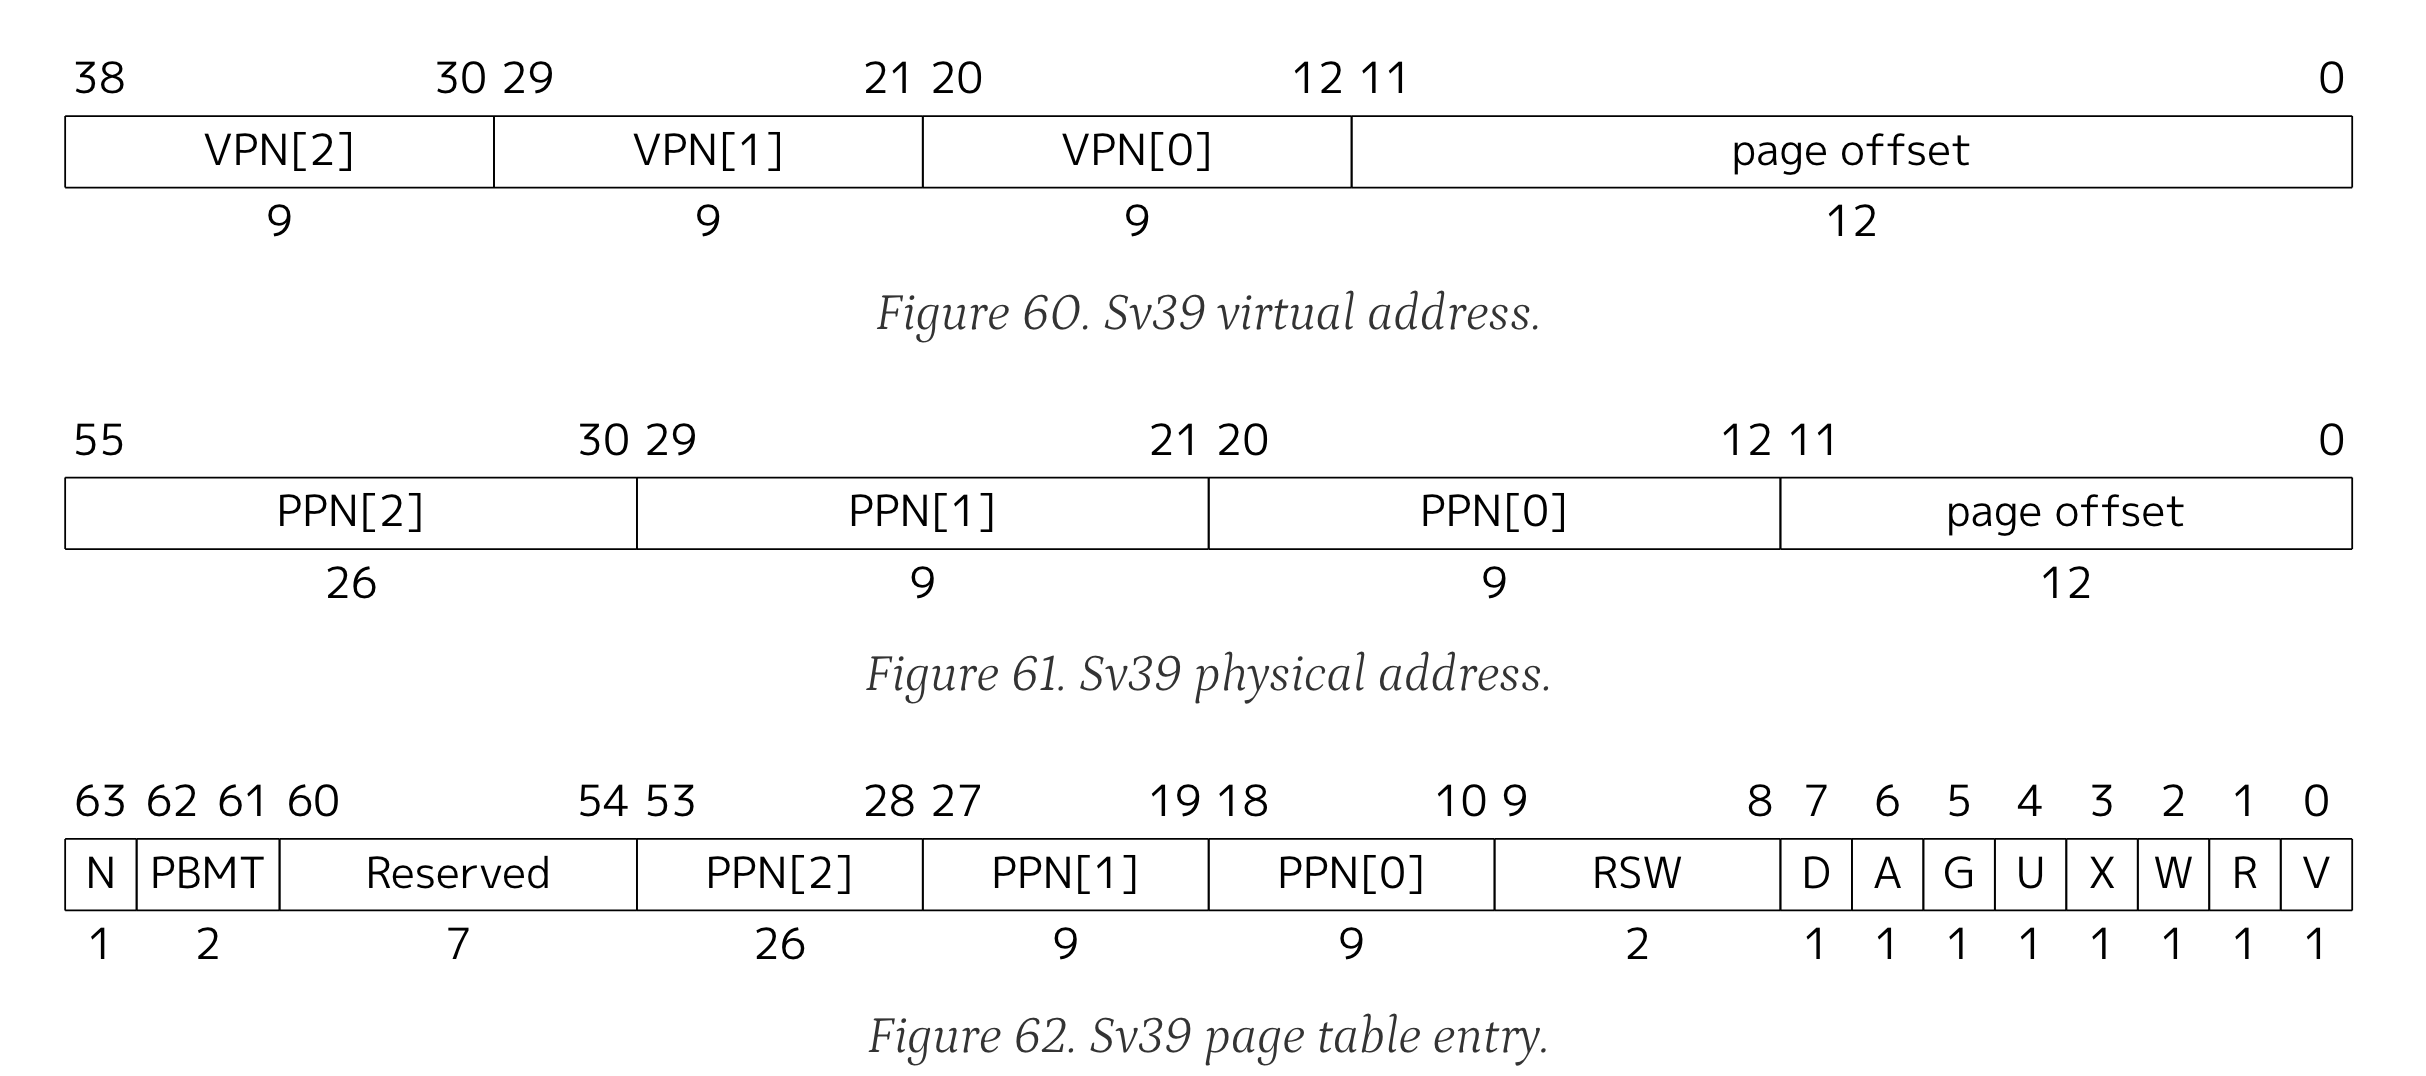 38 30 29 21 20 12 11 0
VPN[2] VPN[1] VPN[0] page offset
9 9 9 12
Figure 60. Sv39 virtual address.
55 30 29 21 20 12 11 0
PPN[2] PPN[1] PPN[0] page offset
26 9 9 12
Figure 61. Sv39 physical address.
63 62 61 60 54 53 28 27 19 18 10 9 8 7 6 5 4 3 2 1 0
N PBMT Reserved PPN[2] PPN[1] PPN[0] RSW D A G U X W R V
1 2 7 26 9 9 2 1 1 1 1 1 1 1 1
Figure 62. Sv39 page table entry.